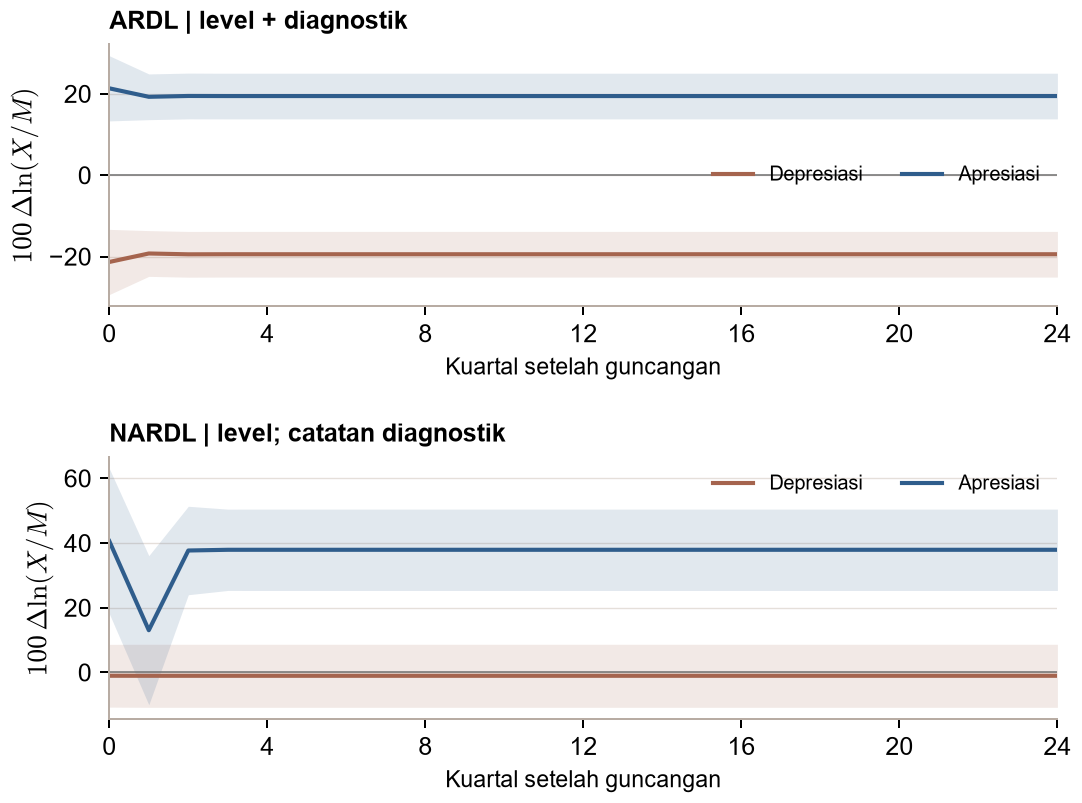 ARDL | level + diagnostik
100 Δln(X/M)
20
0
−20
Depresiasi Apresiasi
0 4 8 12 16 20 24
Kuartal setelah guncangan
NARDL | level; catatan diagnostik
100 Δln(X/M)
60
40
20
0
Depresiasi Apresiasi
0 4 8 12 16 20 24
Kuartal setelah guncangan